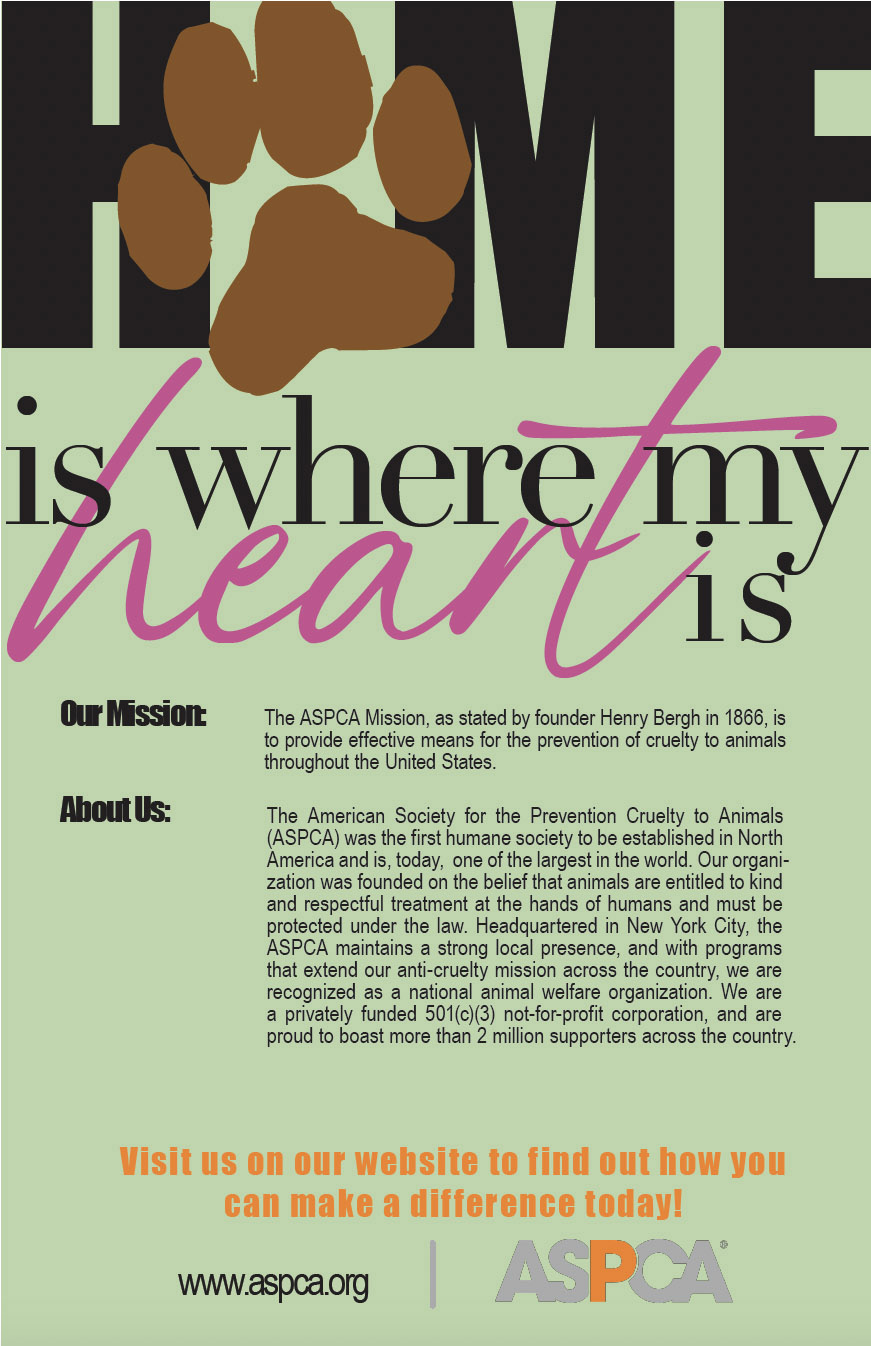 HOME
is where my
heart is
Our Mission:
The ASPCA Mission, as stated by founder Henry Bergh in 1866, is
to provide effective means for the prevention of cruelty to animals
throughout the United States.
About Us:
The American Society for the Prevention Cruelty to Animals
(ASPCA) was the first humane society to be established in North
America and is, today, one of the largest in the world. Our organi-
zation was founded on the belief that animals are entitled to kind
and respectful treatment at the hands of humans and must be
protected under the law. Headquartered in New York City, the
ASPCA maintains a strong local presence, and with programs
that extend our anti-cruelty mission across the country, we are
recognized as a national animal welfare organization. We are
a privately funded 501(c)(3) not-for-profit corporation, and are
proud to boast more than 2 million supporters across the country.
Visit us on our website to find out how you
can make a difference today!
www.aspca.org
ASPCA®